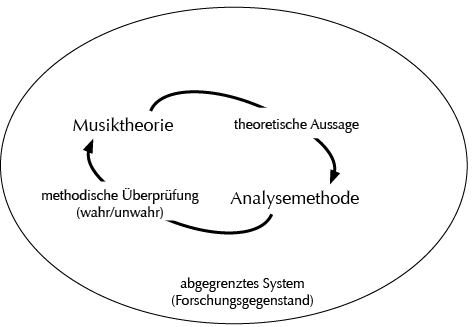 Musiktheorie
theoretische Aussage
methodische Überprüfung
(wahr/unwahr)
Analysemethode
abgegrenztes System
(Forschungsgegenstand)